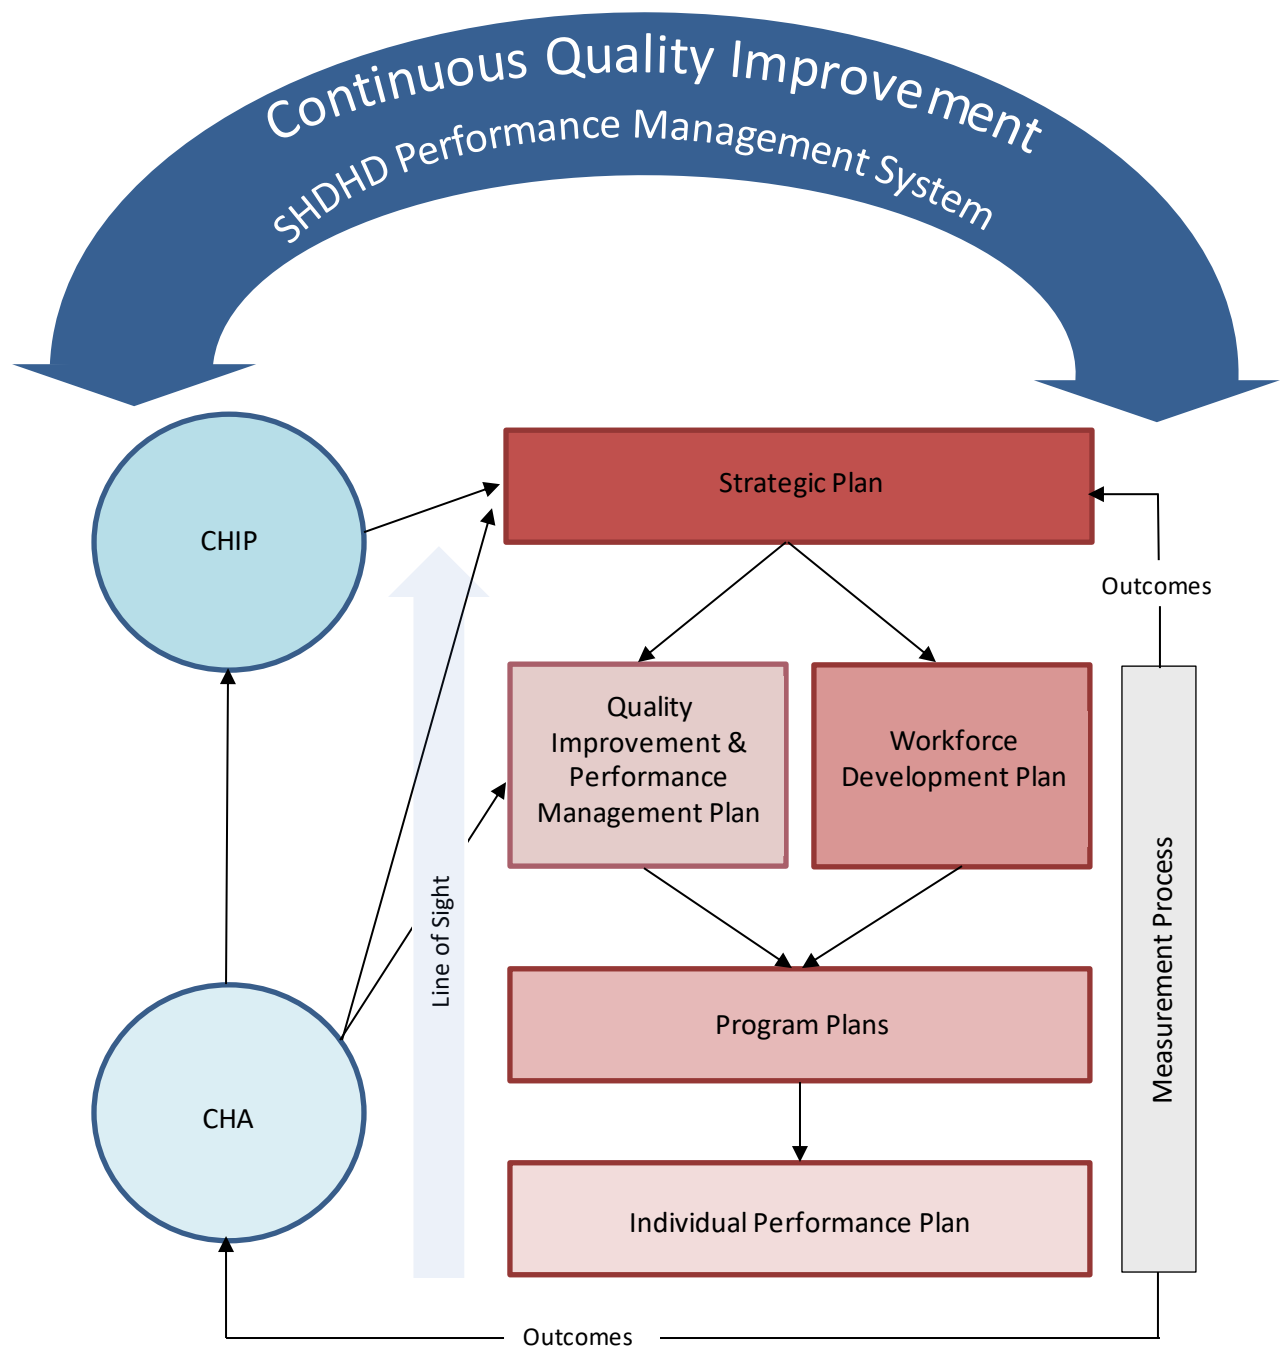 Continuous Quality Improvement
SHDHD Performance Management System
Strategic Plan
CHIP
Outcomes
Quality
Improvement &
Performance
Management Plan
Workforce
Development Plan
Line of Sight
Measurement Process
Program Plans
CHA
Individual Performance Plan
Outcomes